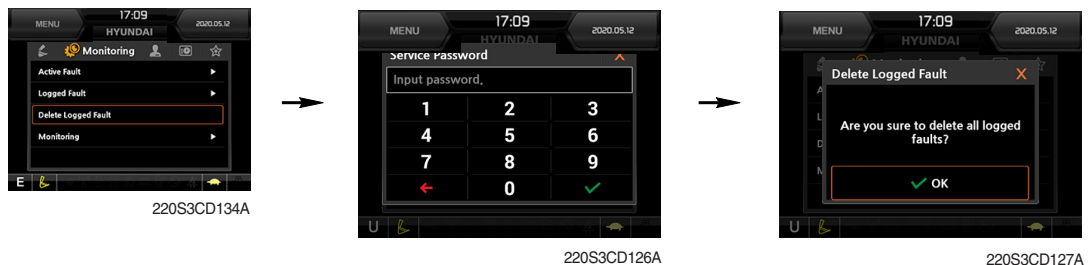 MENU
17:09
HYUNDAI
2020.05.12
Monitoring
Active Fault
Logged Fault
Delete Logged Fault
Monitoring
E
220S3CD134A
MENU
17:09
HYUNDAI
2020.05.12
Service Password
X
Input password.
1 2 3
4 5 6
7 8 9
0
U
220S3CD126A
MENU
17:09
HYUNDAI
2020.05.12
Delete Logged Fault
X
Are you sure to delete all logged
faults?
OK
U
220S3CD127A